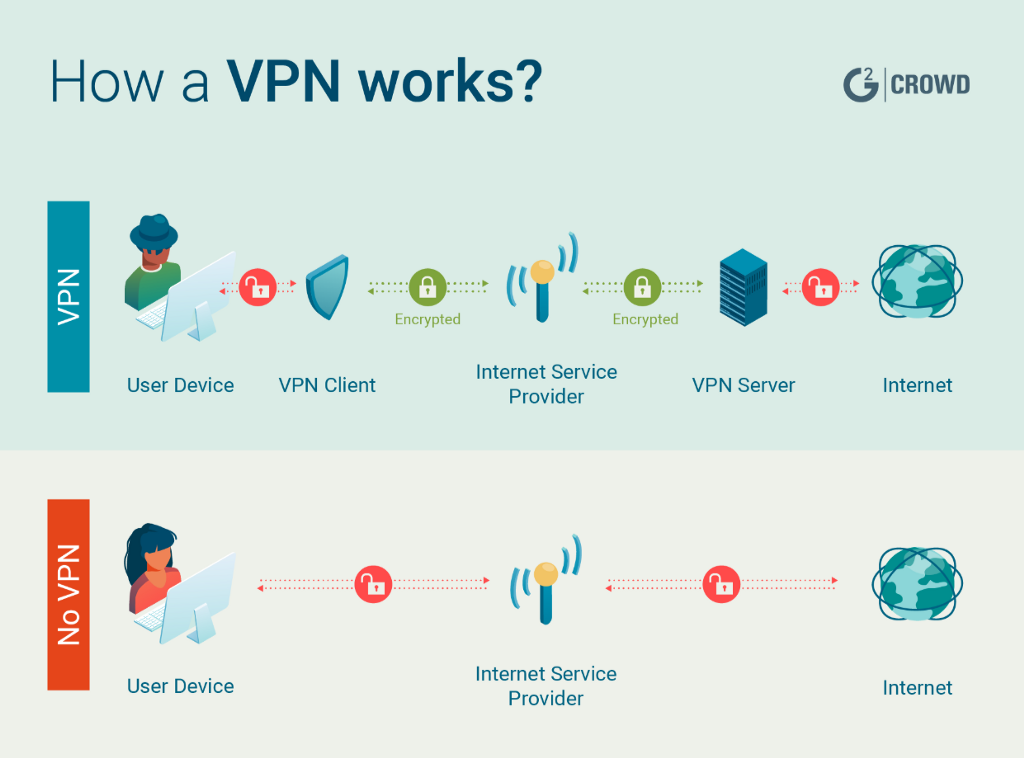 How a VPN works?
G2 | CROWD
VPN
Encrypted
Encrypted
User Device
VPN Client
Internet Service
Provider
VPN Server
Internet
No VPN
User Device
Internet Service
Provider
Internet